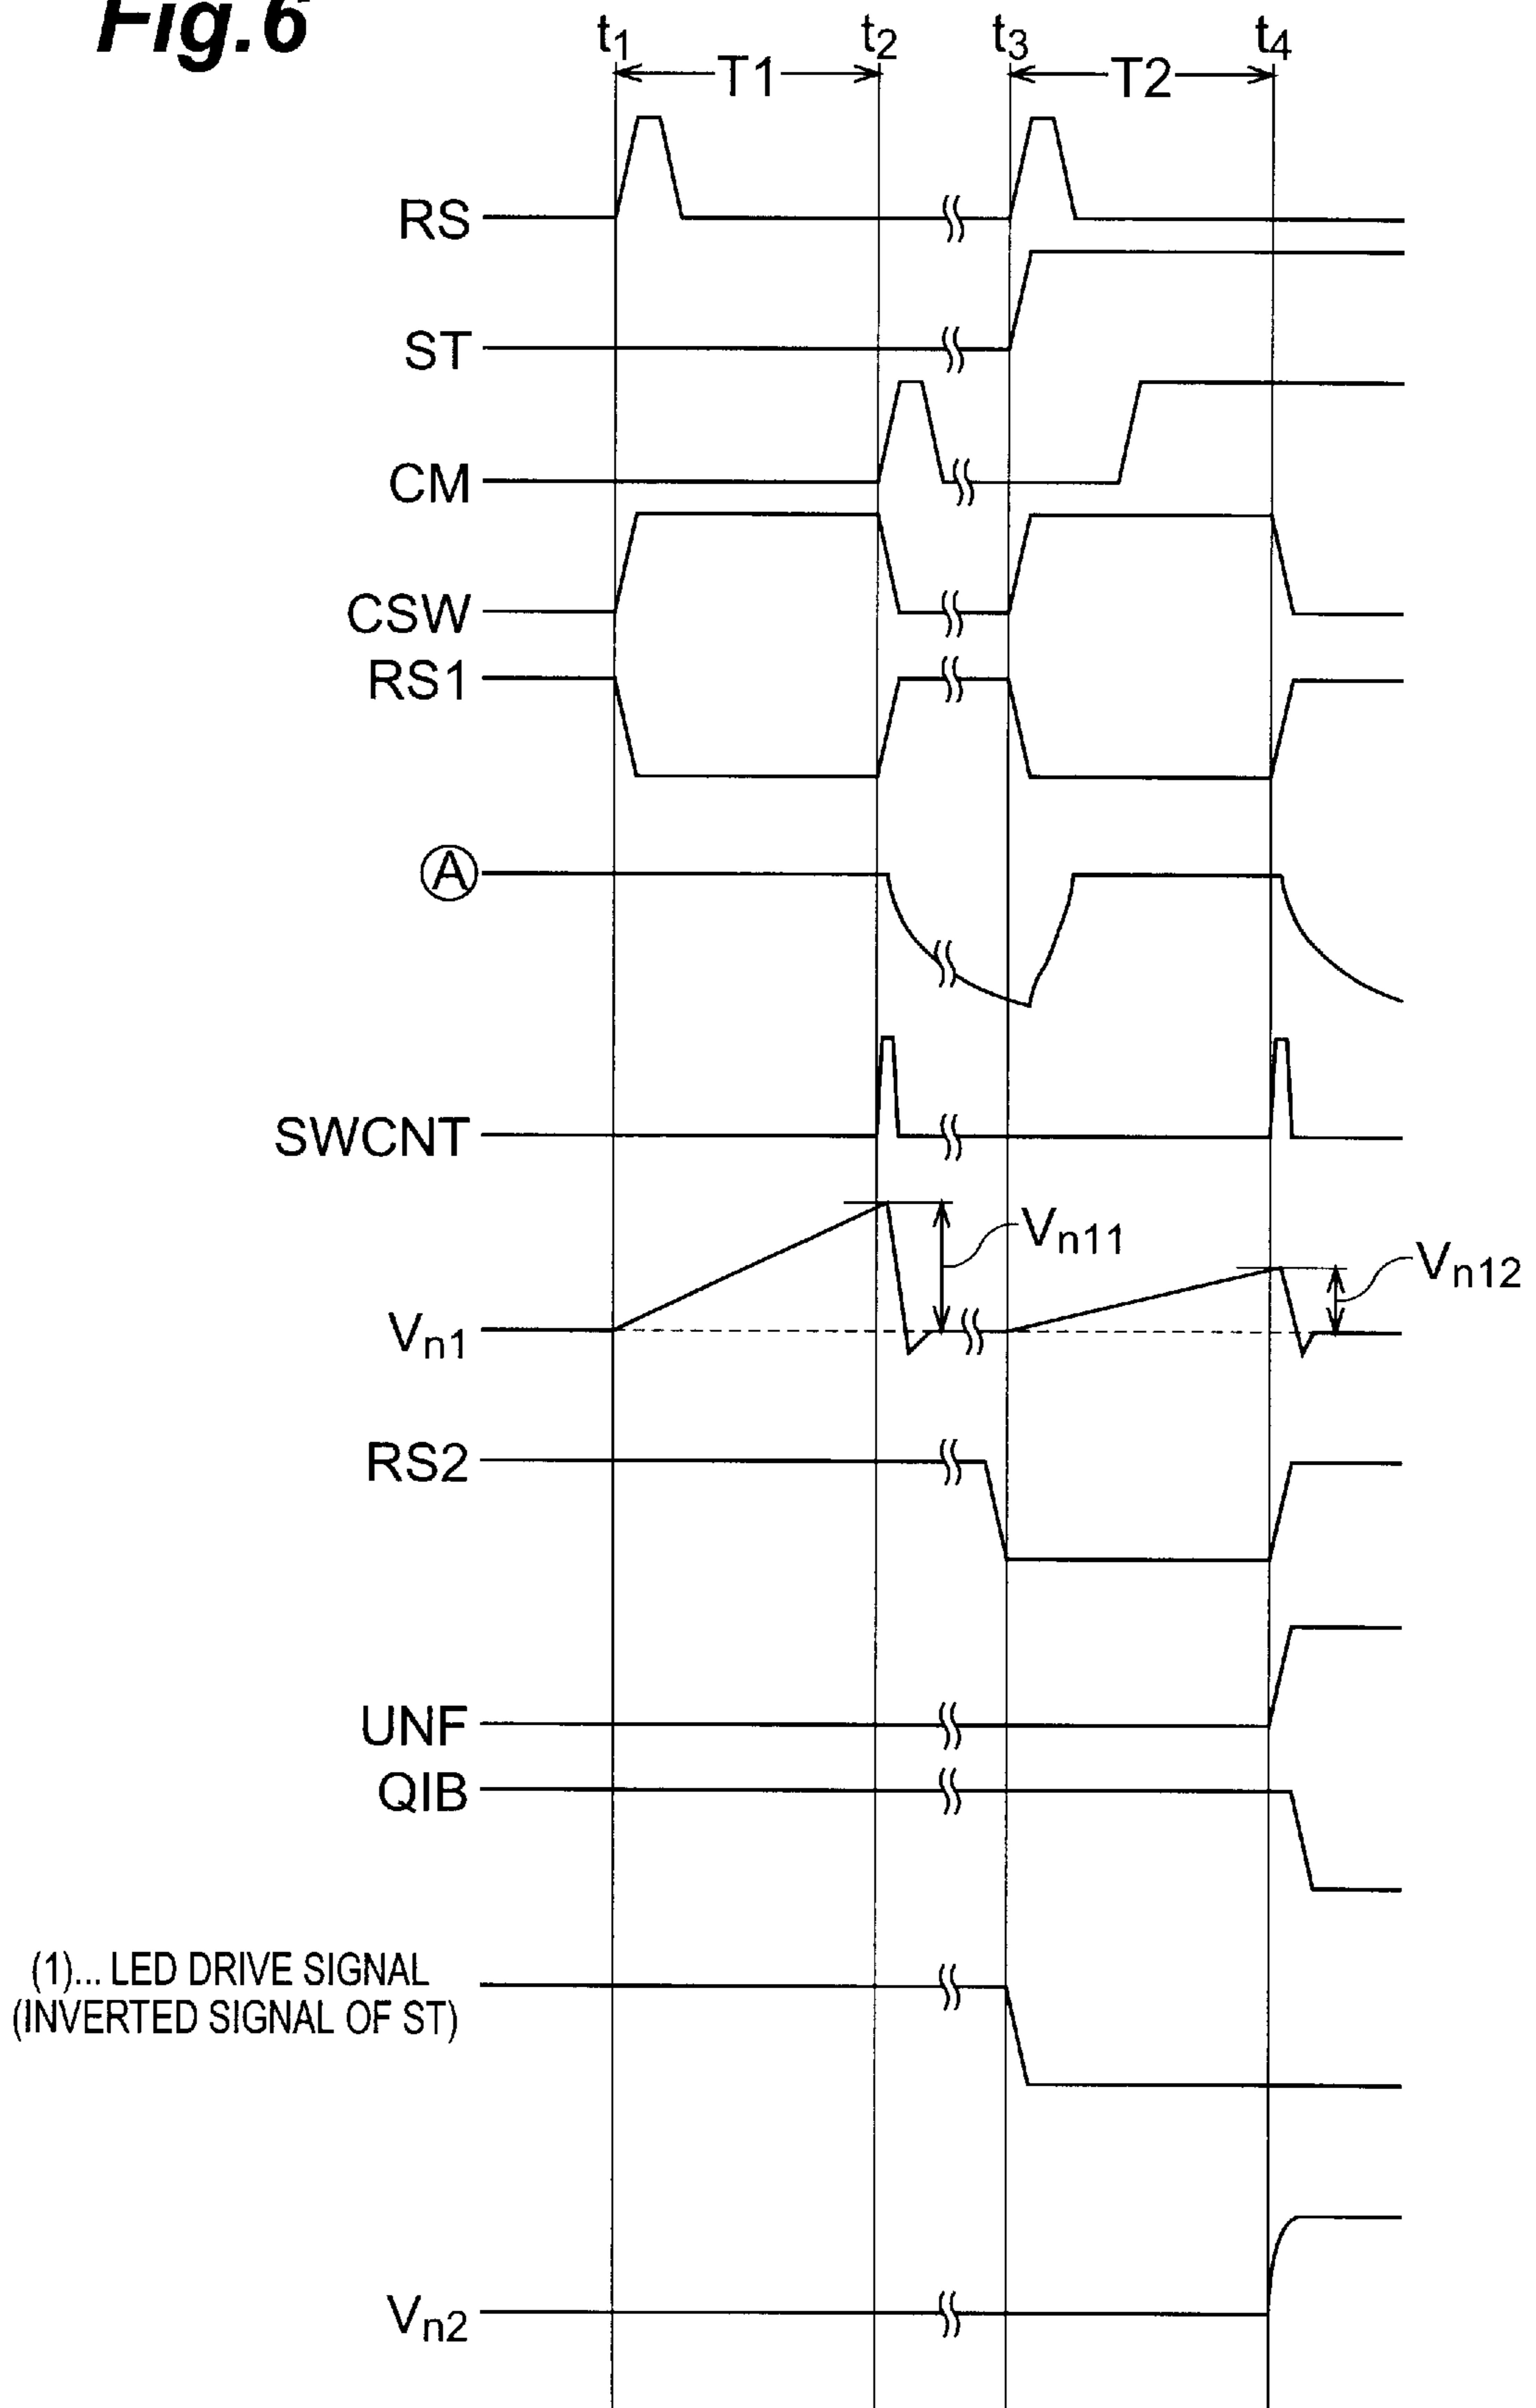 Fig.6
t1 t2 t3 t4
T1 T2
RS
ST
CM
CSW
RS1
A
SWCNT
Vn11
Vn12
Vn1
RS2
UNF
QIB
(1)... LED DRIVE SIGNAL
(INVERTED SIGNAL OF ST)
Vn2